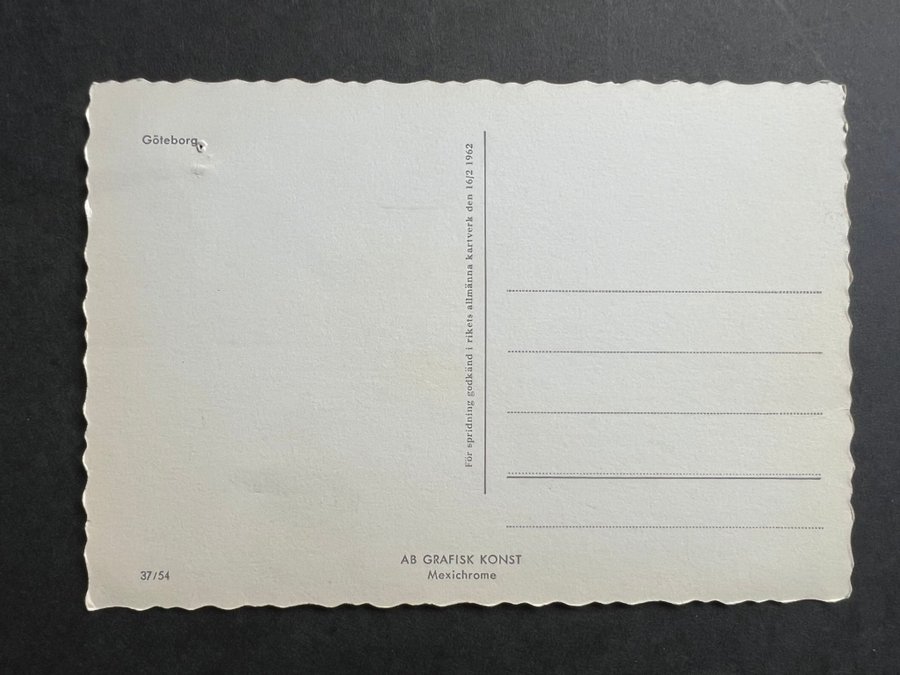 Göteborg
För spridning godkänd i rikets allmänna kartverk den 16/2 1962
AB GRAFISK KONST
Mexichrome
37/54